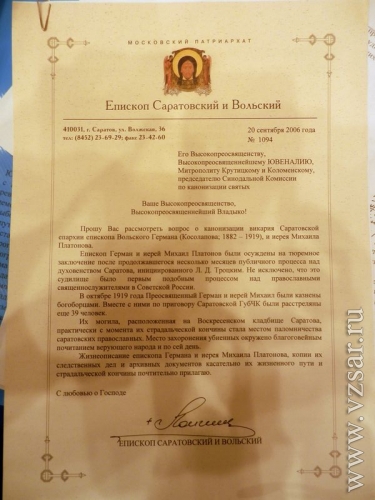 МОСКОВСКИЙ ПАТРИАРХАТ
Епископ Саратовский и Вольский
410031, г. Саратов, ул. Волжская, 36
тел: (8452) 23-69-29; факс 23-42-60
20 сентября 2006 года
№ 1094
Его Высокопреосвященству,
Высокопреосвященнейшему ЮВЕНАЛИЮ,
Митрополиту Крутицкому и Коломенскому,
председателю Синодальной Комиссии
по канонизации святых
Ваше Высокопреосвященство,
Высокопреосвященнейший Владыко!
Прошу Вас рассмотреть вопрос о канонизации викария Саратовской
епархии епископа Вольского Германа (Косолапова; 1882 – 1919), и иерея Михаила
Платонова.
Епископ Герман и иерей Михаил Платонов были осуждены на тюремное
заключение после продолжавшегося несколько месяцев публичного процесса над
духовенством Саратова, инициированного Л. Д. Троцким. Не исключено, что это
судилище было первым подобным процессом над православными
священнослужителями в Советской России.
В октябре 1919 года Преосвященный Герман и иерей Михаил были казнены
богоборцами. Вместе с ними по приговору Саратовской ГубЧК были расстреляны
еще 39 человек.
Их могила, расположенная на Воскресенском кладбище Саратова,
практически с момента их страдальческой кончины стала местом паломничества
саратовских православных. Место захоронения убиенных окружено благоговейным
почитанием верующего народа и по сей день.
Жизнеописание епископа Германа и иерея Михаила Платонова, копии их
следственных дел и архивных документов касательно их жизненного пути и
страдальческой кончины почтительно прилагаю.
С любовью о Господе
ЕПИСКОП САРАТОВСКИЙ И ВОЛЬСКИЙ
www.vzsar.ru